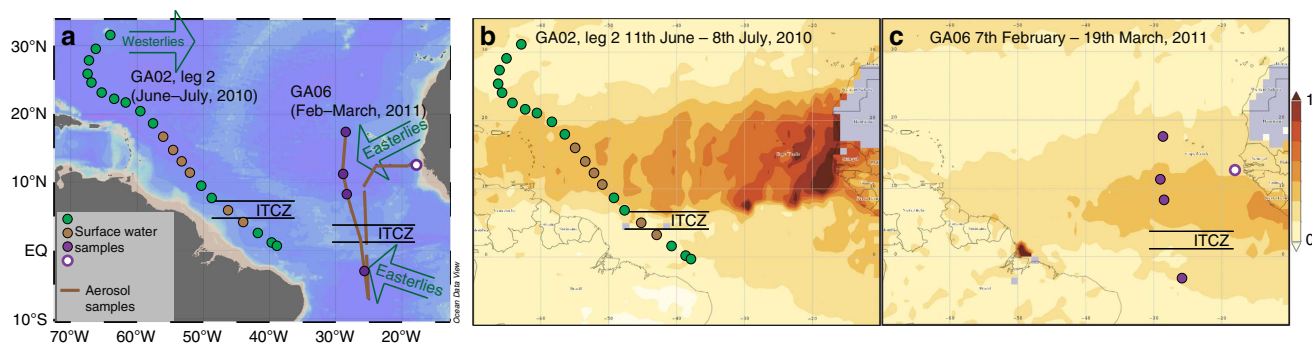 a
Westerlies
GA02, leg 2
(June–July, 2010)
GA06
(Feb–March, 2011)
Easterlies
ITCZ
ITCZ
Easterlies
Surface water
samples
Aerosol
samples
30°N
20°N
10°N
EQ
10°S
70°W 60°W 50°W 40°W 30°W 20°W
Ocean Data View
b
GA02, leg 2 11th June – 8th July, 2010
ITCZ
c
GA06 7th February – 19th March, 2011
ITCZ
1
0